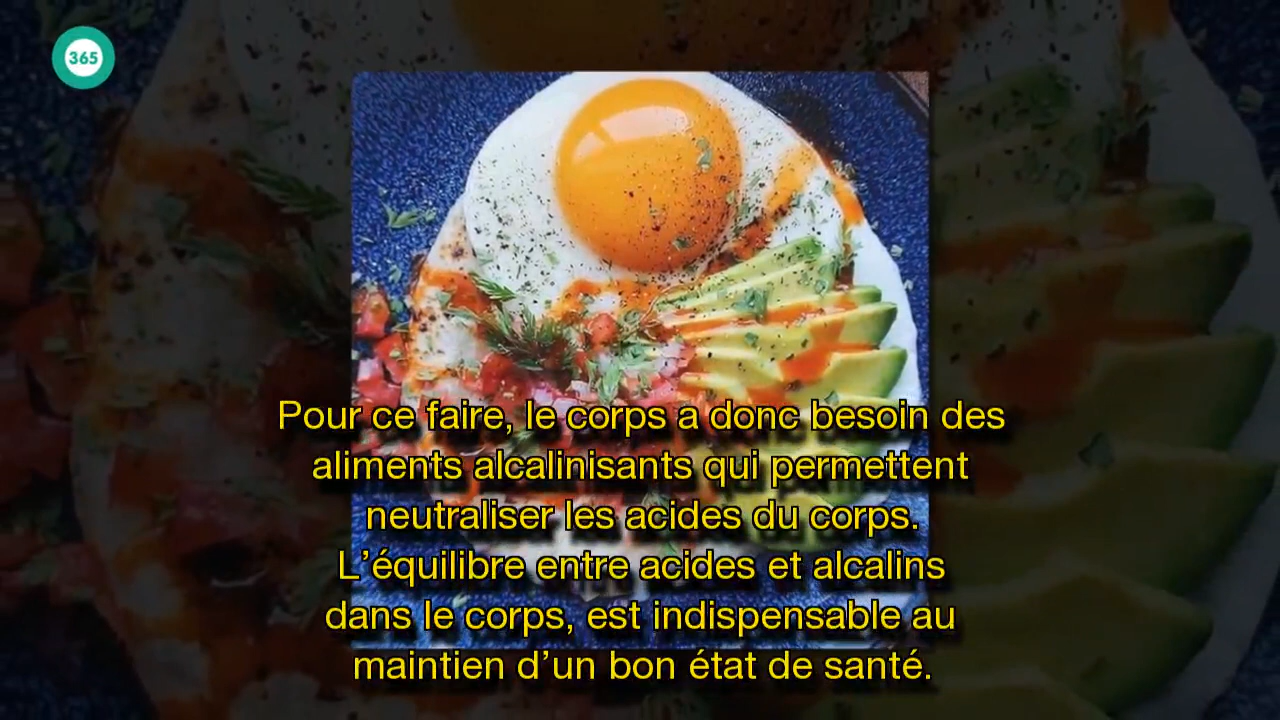 365
Pour ce faire, le corps a donc besoin des
aliments alcalinisants qui permettent
neutraliser les acides du corps.
L’équilibre entre acides et alcalins
dans le corps, est indispensable au
maintien d’un bon état de santé.